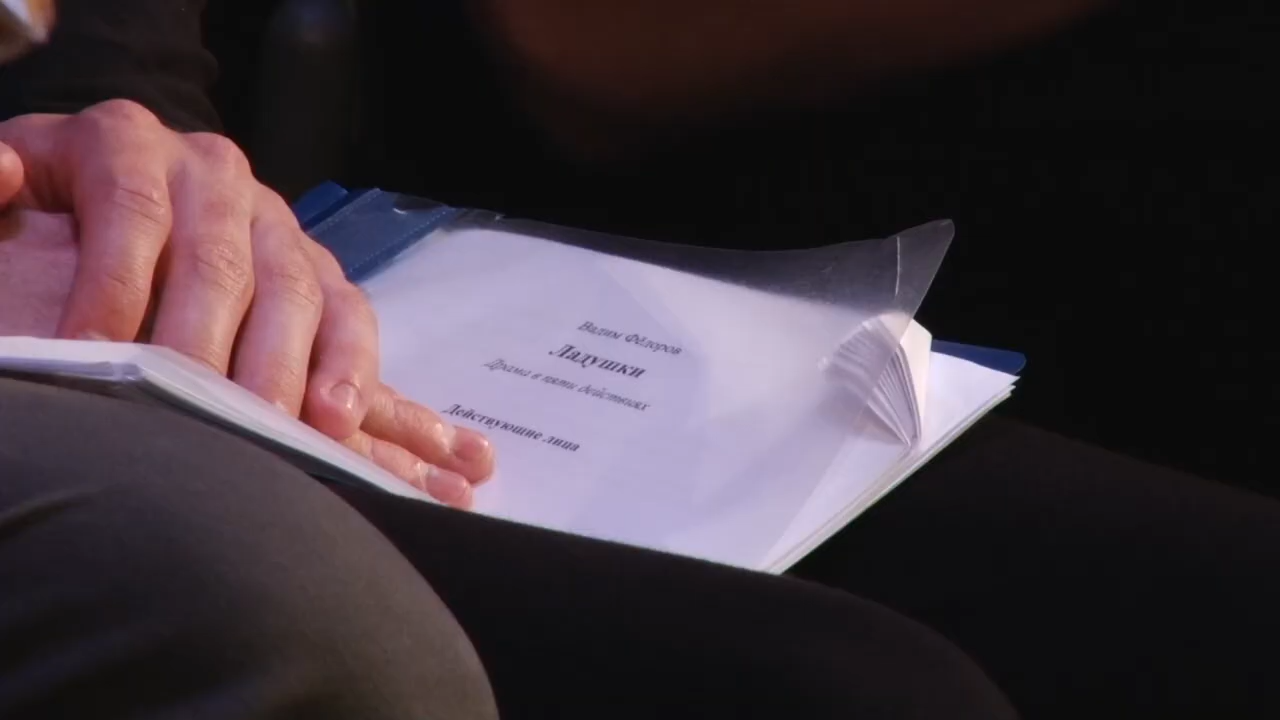 Вадим Фёдоров
Ладушки
Драма в пяти действиях
Действующие лица